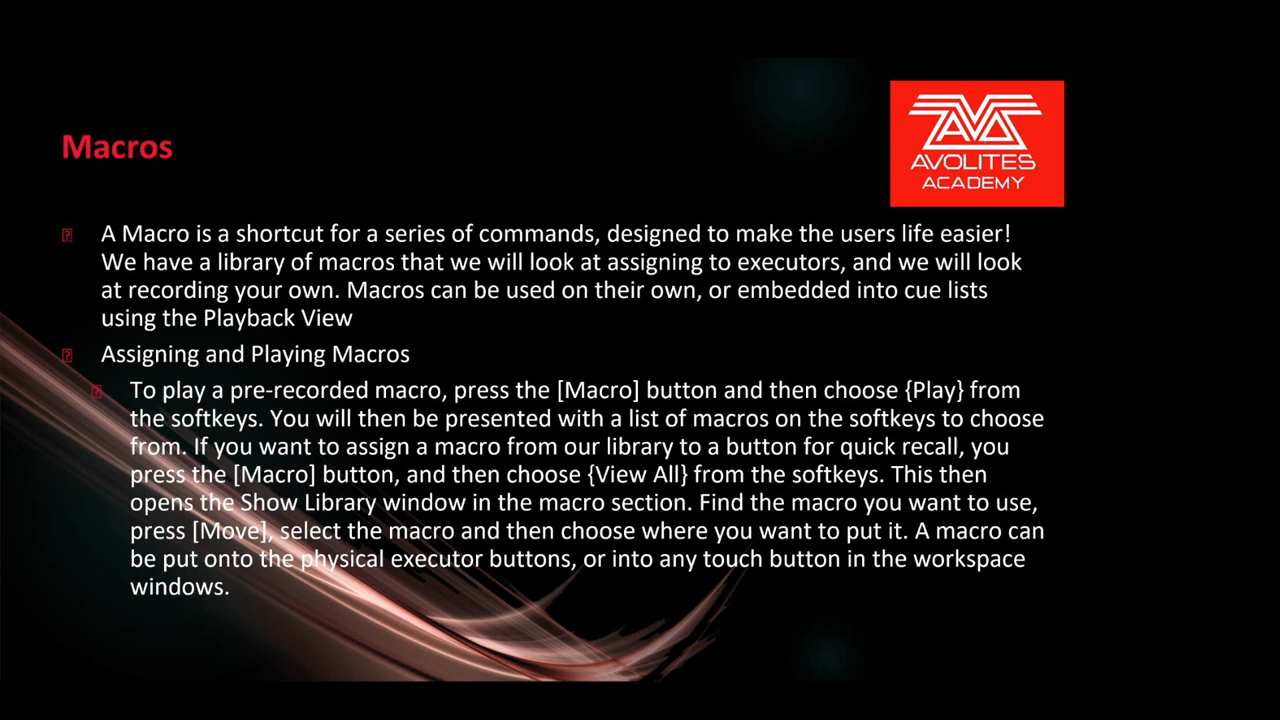 AVOLITES
ACADEMY
Macros
A Macro is a shortcut for a series of commands, designed to make the users life easier!
We have a library of macros that we will look at assigning to executors, and we will look
at recording your own. Macros can be used on their own, or embedded into cue lists
using the Playback View
Assigning and Playing Macros
To play a pre-recorded macro, press the [Macro] button and then choose {Play} from
the softkeys. You will then be presented with a list of macros on the softkeys to choose
from. If you want to assign a macro from our library to a button for quick recall, you
press the [Macro] button, and then choose {View All} from the softkeys. This then
opens the Show Library window in the macro section. Find the macro you want to use,
press [Move], select the macro and then choose where you want to put it. A macro can
be put onto the physical executor buttons, or into any touch button in the workspace
windows.